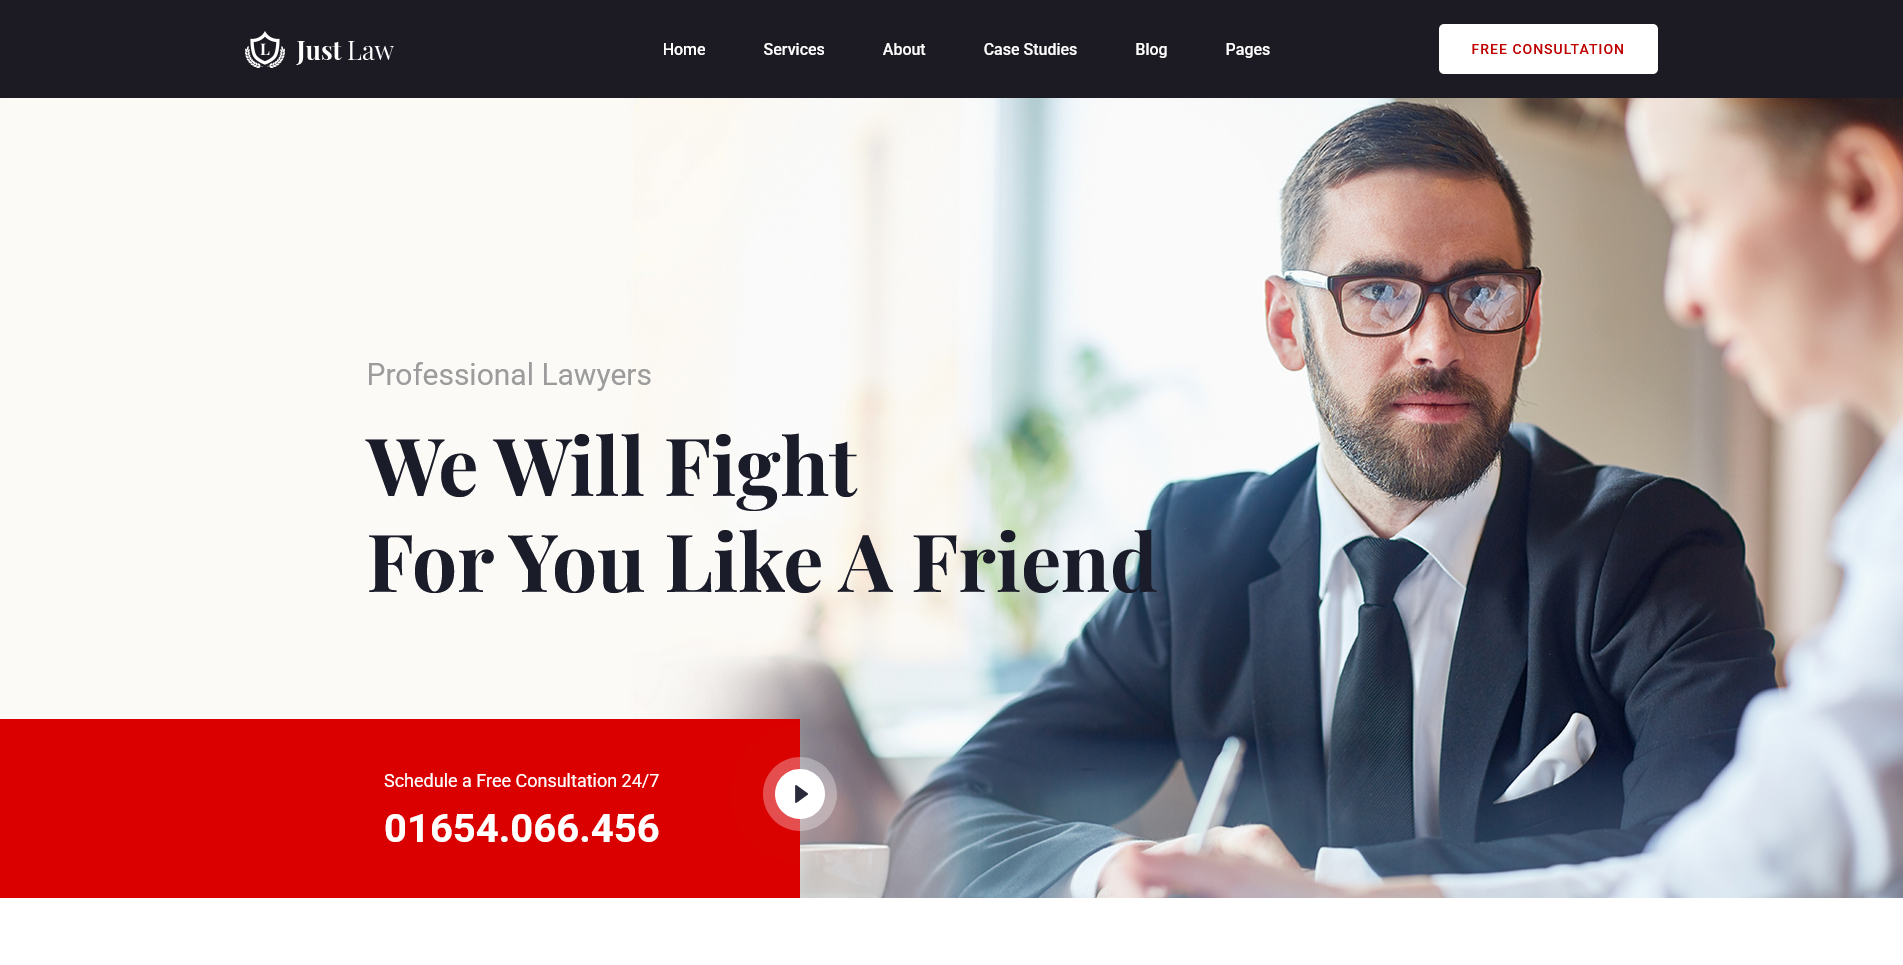 L Just Law
Home Services About Case Studies Blog Pages
FREE CONSULTATION
Professional Lawyers
We Will Fight
For You Like A Friend
Schedule a Free Consultation 24/7
01654.066.456